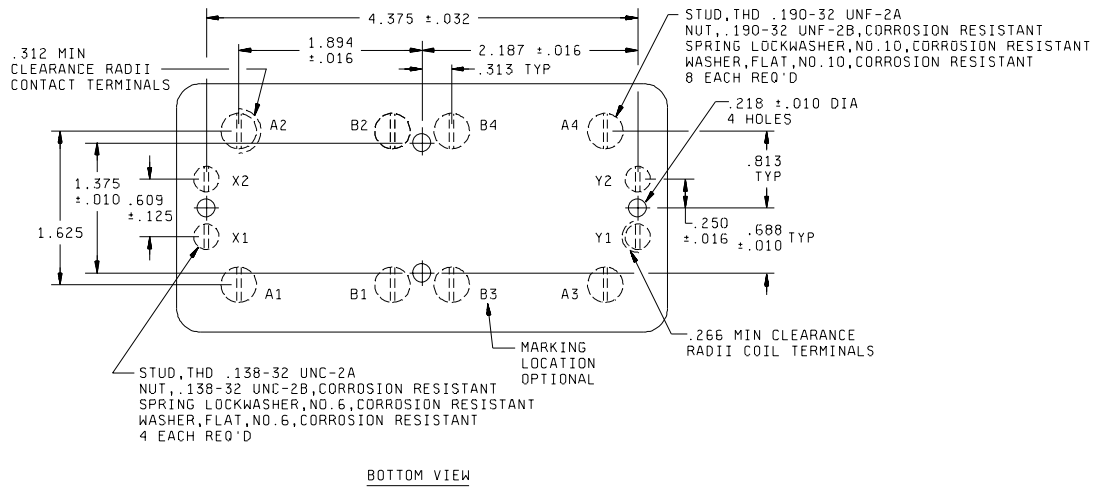 4.375 ±.032
STUD,THD .190-32 UNF-2A
NUT,.190-32 UNF-2B,CORROSION RESISTANT
SPRING LOCKWASHER,NO.10,CORROSION RESISTANT
WASHER,FLAT,NO.10,CORROSION RESISTANT
8 EACH REQ'D
.312 MIN
CLEARANCE RADII
CONTACT TERMINALS
1.894
±.016
2.187 ±.016
.313 TYP
.218 ±.010 DIA
4 HOLES
A2
B2
B4
A4
.813
TYP
X2
Y2
1.375
±.010
.609
±.125
1.625
X1
Y1
.250
±.016
.688
±.010
TYP
A1
B1
B3
A3
.266 MIN CLEARANCE
RADII COIL TERMINALS
MARKING
LOCATION
OPTIONAL
STUD,THD .138-32 UNC-2A
NUT,.138-32 UNC-2B,CORROSION RESISTANT
SPRING LOCKWASHER,NO.6,CORROSION RESISTANT
WASHER,FLAT,NO.6,CORROSION RESISTANT
4 EACH REQ'D
BOTTOM VIEW